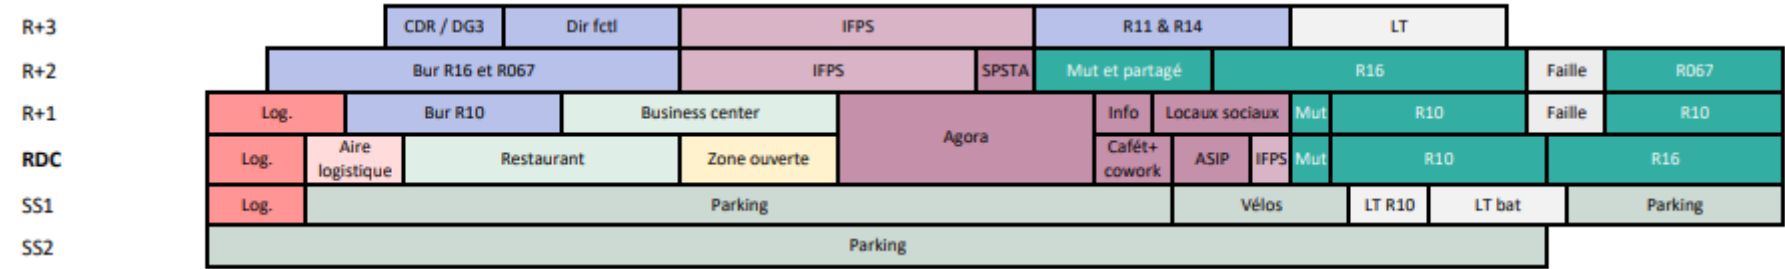 R+3 CDR / DG3 Dir fctl IFPS R11 & R14 LT
R+2 Bur R16 et R067 IFPS SPSTA Mut et partagé R16 Faille R067
R+1 Log. Bur R10 Business center Agora Info Locaux sociaux Mut R10 Faille R10
RDC Log. Aire logistique Restaurant Zone ouverte Cafét+ cowork ASIP IFPS Mut R10 R16
SS1 Log. Parking Vélos LT R10 LT bat Parking
SS2 Parking